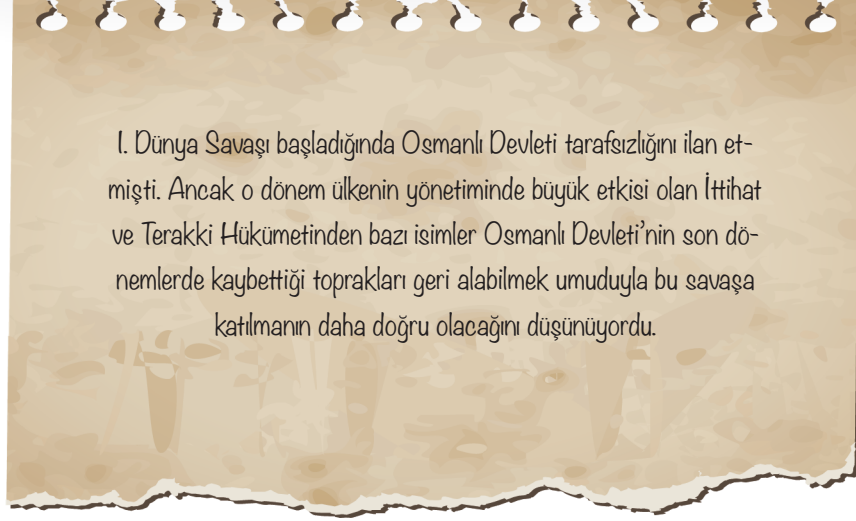 I. Dünya Savaşı başladığında Osmanlı Devleti tarafsızlığını ilan et-
mişti. Ancak o dönem ülkenin yönetiminde büyük etkisi olan İttihat
ve Terakki Hükümetinden bazı isimler Osmanlı Devleti’nin son dö-
nemlerde kaybettiği toprakları geri alabilmek umuduyla bu savaşa
katılmanın daha doğru olacağını düşünüyordu.